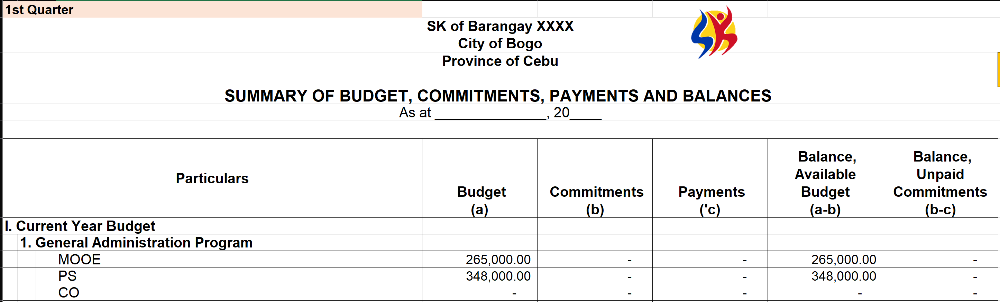 1st Quarter
SK of Barangay XXXX
City of Bogo
Province of Cebu
SUMMARY OF BUDGET, COMMITMENTS, PAYMENTS AND BALANCES
As at ______________, 20____
Particulars
Budget
(a)
Commitments
(b)
Payments
('c)
Balance,
Available
Budget
(a-b)
Balance,
Unpaid
Commitments
(b-c)
I. Current Year Budget
1. General Administration Program
MOOE 265,000.00 - - 265,000.00 -
PS 348,000.00 - - 348,000.00 -
CO - - - - -